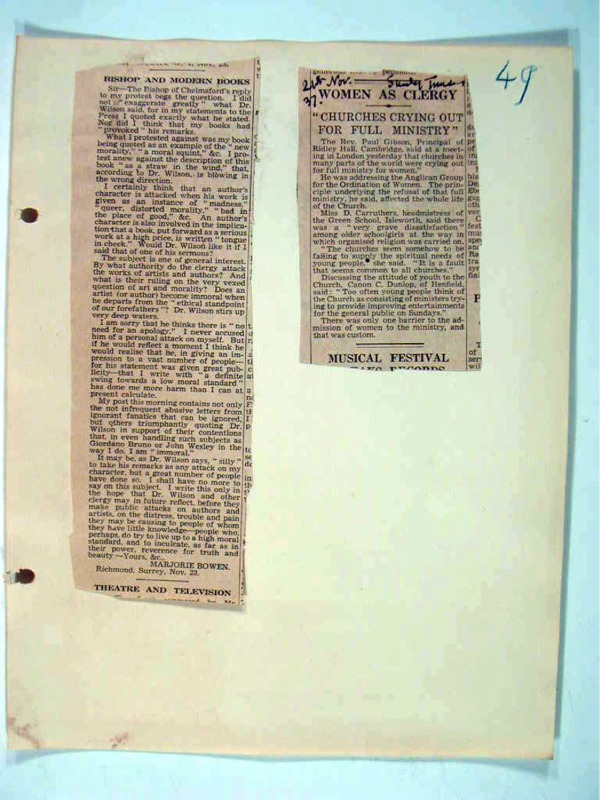 49
BISHOP AND MODERN BOOKS
Sir—The Bishop of Chelmsford's reply
to my protest begs the question. I did
not "exaggerate greatly" what Dr.
Wilson said, for in my statements to the
Press I quoted exactly what he stated.
Nor did I think that my books had
"provoked" his remarks.
What I protested against was my book
being quoted as an example of the "new
morality," "a moral squint," &c. I pro-
test anew against the description of this
book "as a straw in the wind," that,
according to Dr. Wilson, is blowing in
the wrong direction.
I certainly think that an author's
character is attacked when his work is
given as an instance of "madness,"
"queer, distorted morality," "bad in
the place of good," &c. An author's
character is also involved in the implica-
tion that a book, put forward as a serious
work at a high price, is written "tongue
in cheek." Would Dr. Wilson like it if I
said that of one of his sermons?
The subject is one of general interest.
By what authority do the clergy attack
the works of artists and authors? And
what is their ruling on the very vexed
question of art and morality? Does an
artist (or author) become immoral when
he departs from the "ethical standpoint
of our forefathers"? Dr. Wilson stirs up
very deep waters.
I am sorry that he thinks there is "no
need for an apology." I never accused
him of a personal attack on myself. But
if he would reflect a moment I think he
would realise that he, in giving an im-
pression to a vast number of people—
for his statement was given great pub-
licity—that I write with "a definite
swing towards a low moral standard"
has done me more harm than I can at
present calculate.
My post this morning contains not only
the not infrequent abusive letters from
ignorant fanatics that can be ignored,
but others triumphantly quoting Dr.
Wilson in support of their contentions
that, in even handling such subjects as
Giordano Bruno or John Wesley in the
way I do, I am "immoral."
It may be, as Dr. Wilson says, "silly"
to take his remarks as any attack on my
character, but a great number of people
have done so. I shall have no more to
say on this subject. I write this only in
the hope that Dr. Wilson and other
clergy may in future reflect, before they
make public attacks on authors and
artists, on the distress, trouble and pain
they may be causing to people of whom
they have little knowledge—people who,
perhaps, do try to live up to a high moral
standard, and to inculcate, as far as in
their power, reverence for truth and
beauty—Yours, &c.,
MARJORIE BOWEN.
Richmond, Surrey, Nov. 23.
THEATRE AND TELEVISION
21st Nov. Sunday Times
37.
WOMEN AS CLERGY
"CHURCHES CRYING OUT
FOR FULL MINISTRY"
The Rev. Paul Gibson, Principal of
Ridley Hall, Cambridge, said at a meet-
ing in London yesterday that churches in
many parts of the world were crying out
for full ministry for women.
He was addressing the Anglican Group
for the Ordination of Women. The prin-
ciple underlying the refusal of that full
ministry, he said, affected the whole life
of the Church.
Miss D. Carruthers, headmistress of
the Green School, Isleworth, said there
was a "very grave dissatisfaction"
among older schoolgirls at the way in
which organised religion was carried on.
"The churches seem somehow to be
failing to supply the spiritual needs of
young people," she said. "It is a fault
that seems common to all churches."
Discussing the attitude of youth to the
Church, Canon C. Dunlop, of Henfield,
said: "Too often young people think of
the Church as consisting of ministers try-
ing to provide improving entertainments
for the general public on Sundays."
There was only one barrier to the ad-
mission of women to the ministry, and
that was custom.
MUSICAL FESTIVAL